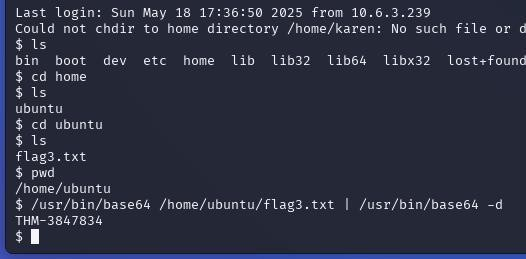 Last login: Sun May 18 17:36:50 2025 from 10.6.3.239
Could not chdir to home directory /home/karen: No such file or d
$ ls
bin  boot  dev  etc  home  lib  lib32  lib64  libx32  lost+found
$ cd home
$ ls
ubuntu
$ cd ubuntu
$ ls
flag3.txt
$ pwd
/home/ubuntu
$ /usr/bin/base64 /home/ubuntu/flag3.txt | /usr/bin/base64 -d
THM-3847834
$